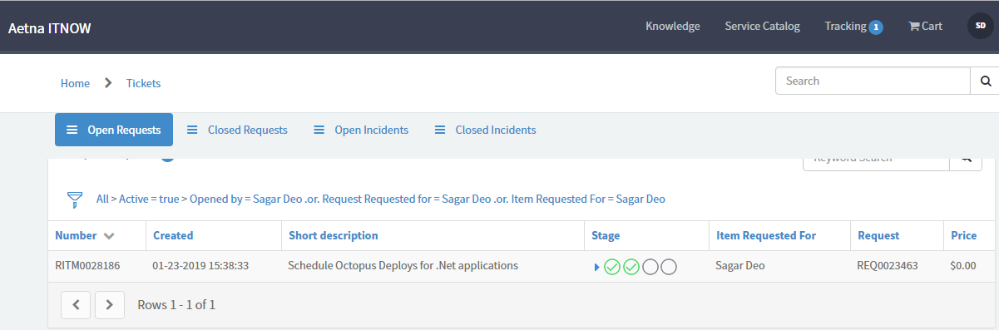 Aetna ITNOW
Knowledge Service Catalog Tracking 1 Cart SD
Home Tickets Search
Open Requests Closed Requests Open Incidents Closed Incidents
Keyword Search
All > Active = true > Opened by = Sagar Deo .or. Request Requested for = Sagar Deo .or. Item Requested For = Sagar Deo
Number Created Short description Stage Item Requested For Request Price
RITM0028186 01-23-2019 15:38:33 Schedule Octopus Deploys for .Net applications Sagar Deo REQ0023463 $0.00
Rows 1 - 1 of 1